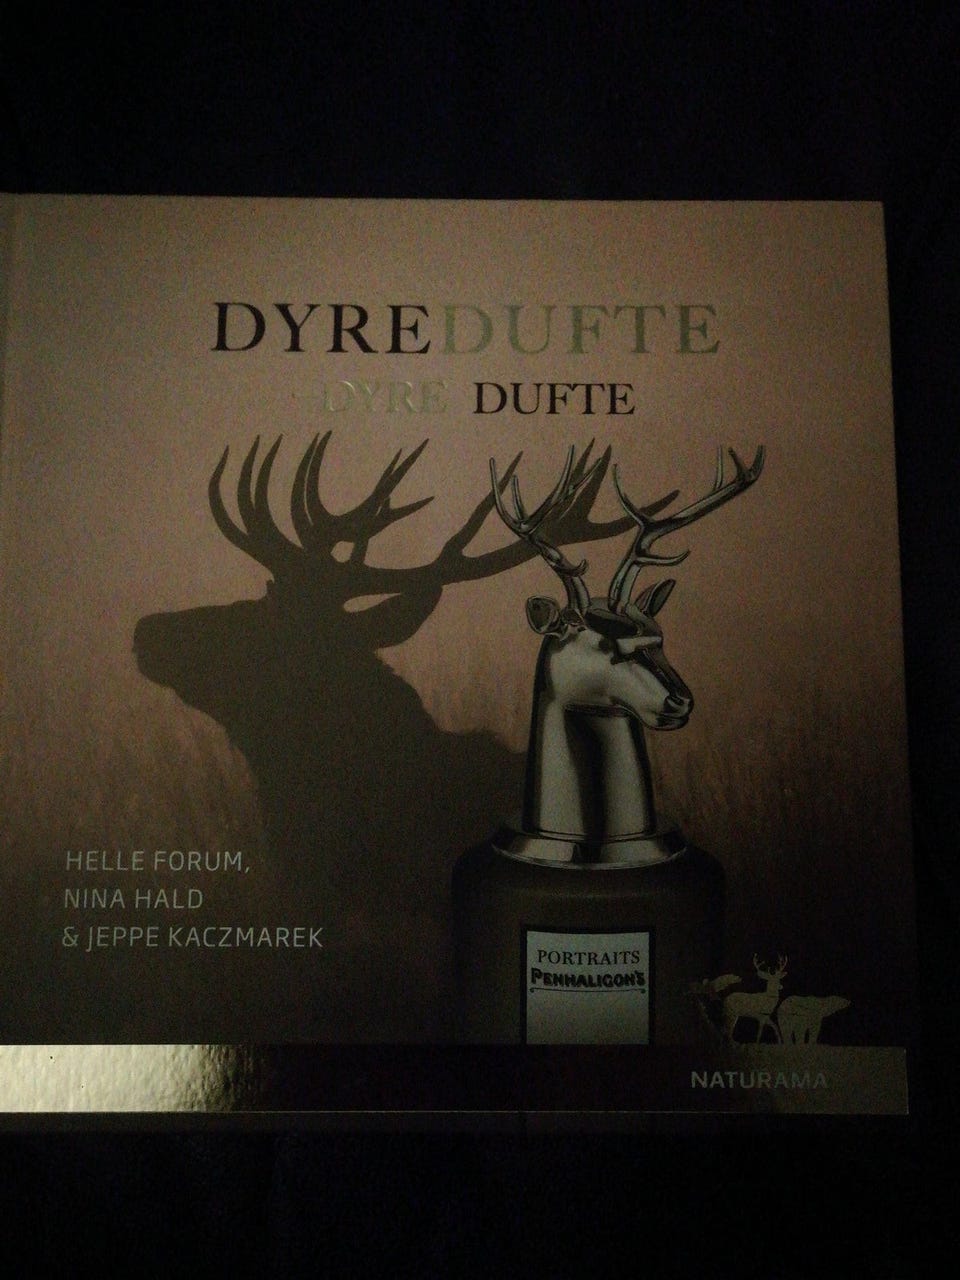 DYREDUFTE
- DYRE DUFTE
HELLE FORUM,
NINA HALD
& JEPPE KACZMAREK
PORTRAITS
PENHALIGON'S
NATURAMA